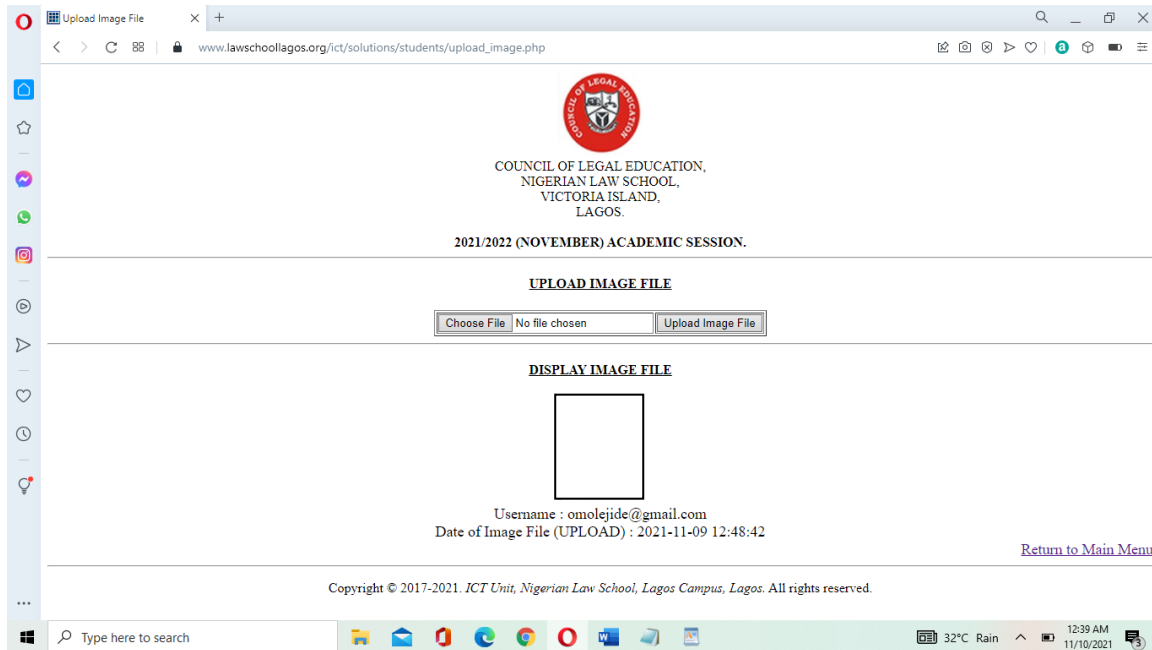 Upload Image File
www.lawschoollagos.org/ict/solutions/students/upload_image.php
COUNCIL OF LEGAL EDUCATION
COUNCIL OF LEGAL EDUCATION,
NIGERIAN LAW SCHOOL,
VICTORIA ISLAND,
LAGOS.
2021/2022 (NOVEMBER) ACADEMIC SESSION.
UPLOAD IMAGE FILE
Choose File No file chosen Upload Image File
DISPLAY IMAGE FILE
Username : omolejide@gmail.com
Date of Image File (UPLOAD) : 2021-11-09 12:48:42
Return to Main Menu
Copyright © 2017-2021. ICT Unit, Nigerian Law School, Lagos Campus, Lagos. All rights reserved.
Type here to search
32°C Rain
12:39 AM
11/10/2021
3